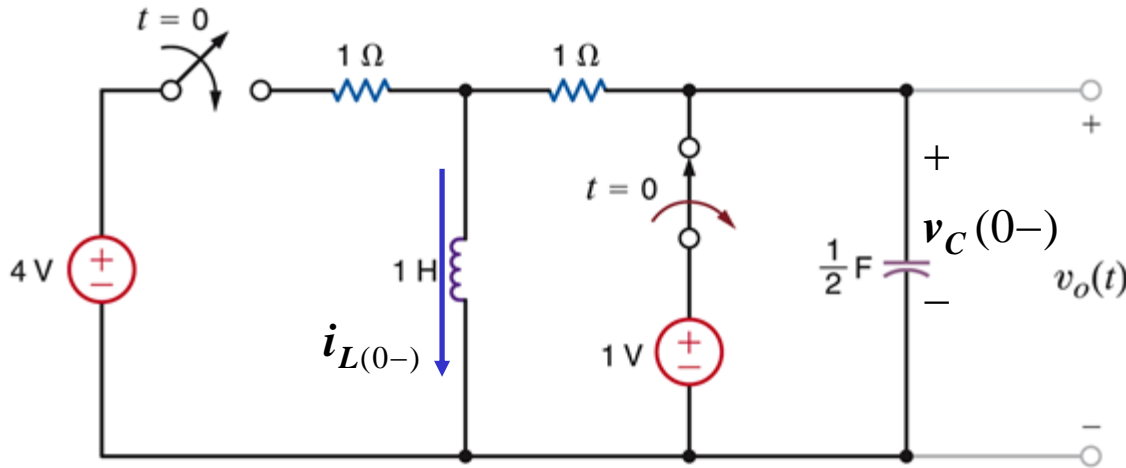 t = 0
1 Ω
1 Ω
+
t = 0
+
v_C (0−)
4 V
+
−
1 H
1/2 F
v_o(t)
−
i_L(0−)
1 V
+
−
−